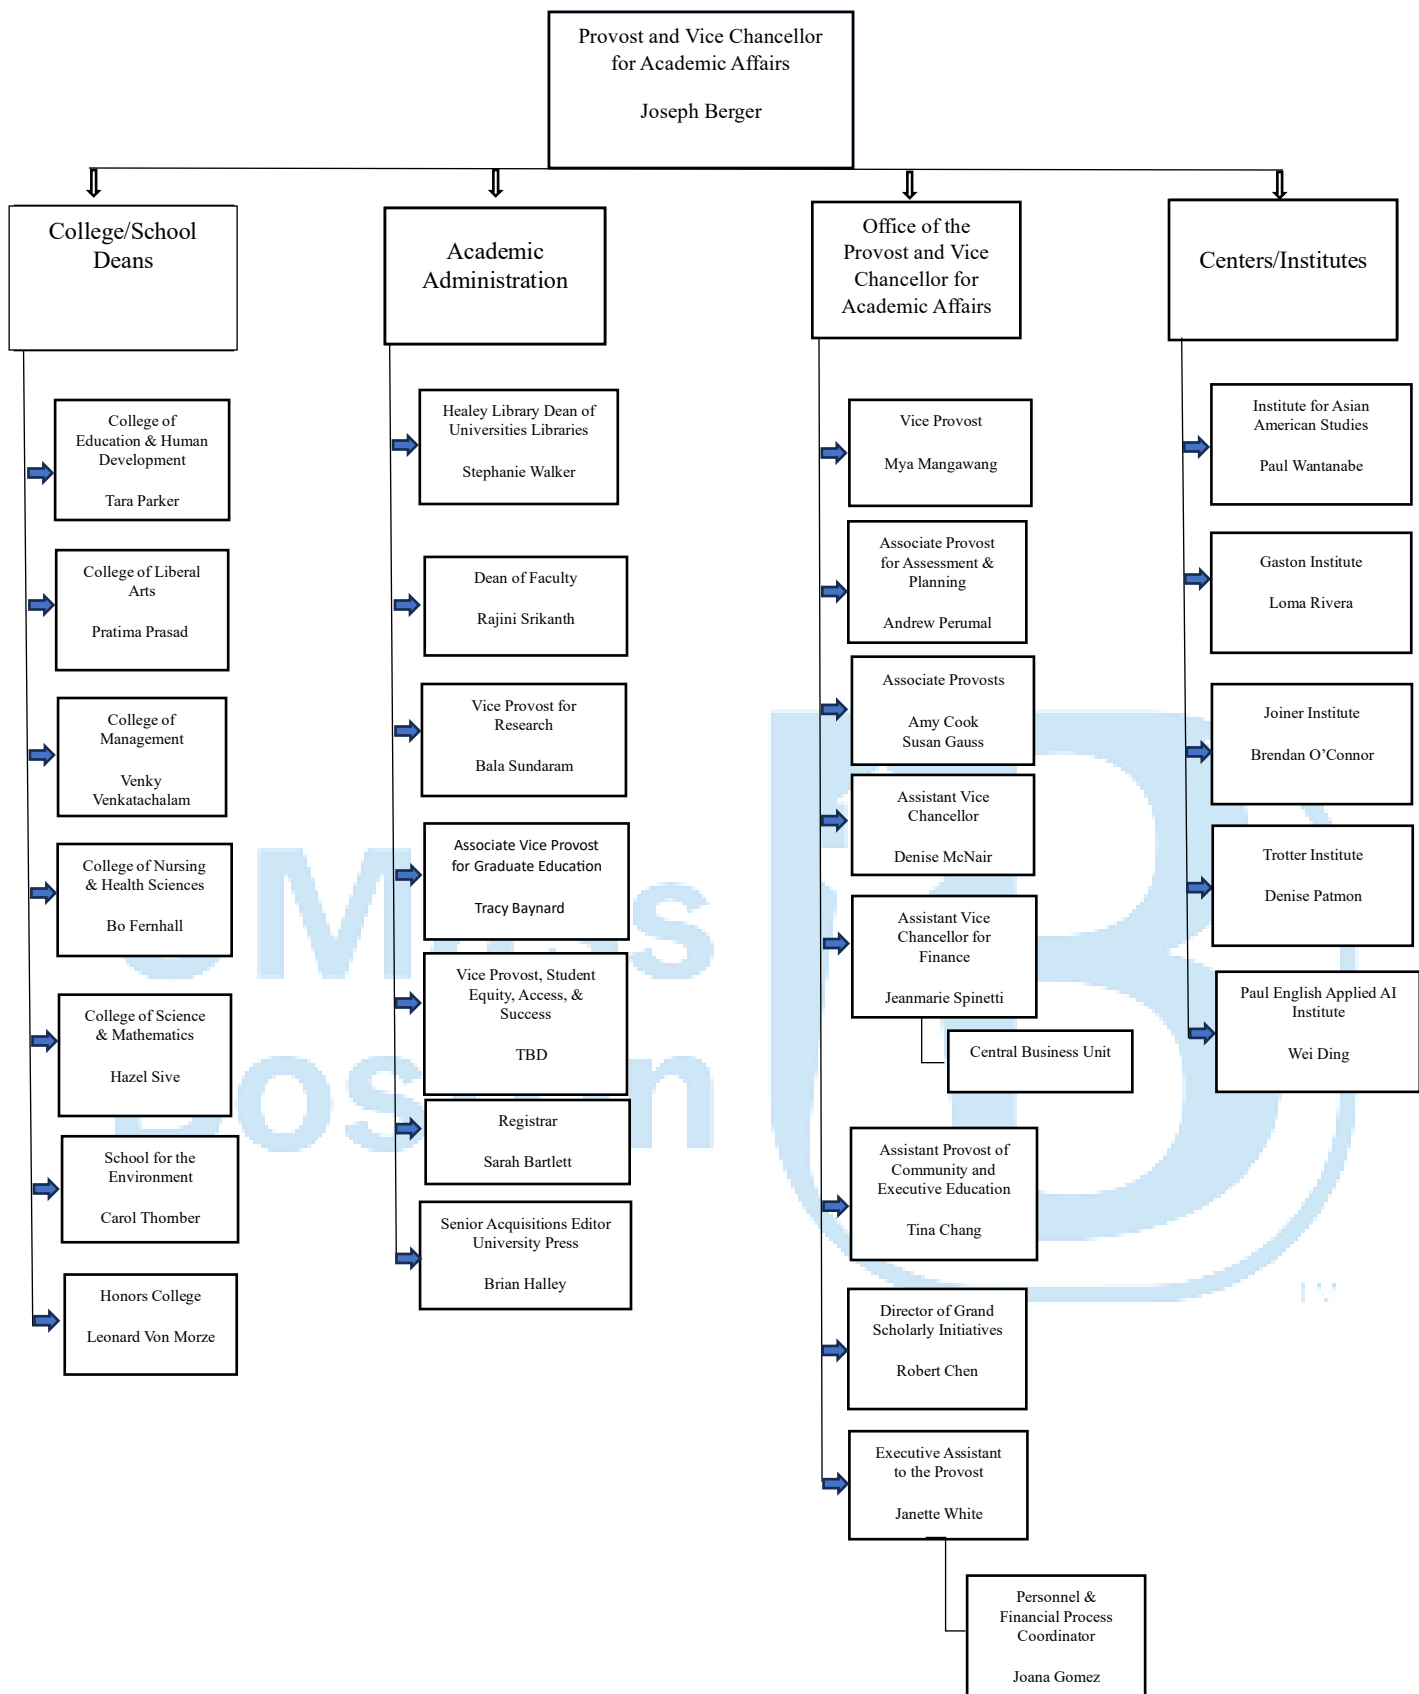 Provost and Vice Chancellor
for Academic Affairs
Joseph Berger
College/School
Deans
College of
Education & Human
Development
Tara Parker
College of Liberal
Arts
Pratima Prasad
College of
Management
Venky
Venkatachalam
College of Nursing
& Health Sciences
Bo Fernhall
College of Science
& Mathematics
Hazel Sive
School for the
Environment
Carol Thornber
Honors College
Leonard Von Morze
Academic
Administration
Healey Library Dean of
Universities Libraries
Stephanie Walker
Dean of Faculty
Rajini Srikanth
Vice Provost for
Research
Bala Sundaram
Associate Vice Provost
for Graduate Education
Tracy Baynard
Vice Provost, Student
Equity, Access, &
Success
TBD
Registrar
Sarah Bartlett
Senior Acquisitions Editor
University Press
Brian Halley
Office of the
Provost and Vice
Chancellor for
Academic Affairs
Vice Provost
Mya Mangawang
Associate Provost
for Assessment &
Planning
Andrew Perumal
Associate Provosts
Amy Cook
Susan Gauss
Assistant Vice
Chancellor
Denise McNair
Assistant Vice
Chancellor for
Finance
Jeanmarie Spinetti
Central Business Unit
Assistant Provost of
Community and
Executive Education
Tina Chang
Director of Grand
Scholarly Initiatives
Robert Chen
Executive Assistant
to the Provost
Janette White
Personnel &
Financial Process
Coordinator
Joana Gomez
Centers/Institutes
Institute for Asian
American Studies
Paul Wantanabe
Gaston Institute
Lorna Rivera
Joiner Institute
Brendan O’Connor
Trotter Institute
Denise Patmon
Paul English Applied AI
Institute
Wei Ding
UMass
Boston
B
TM